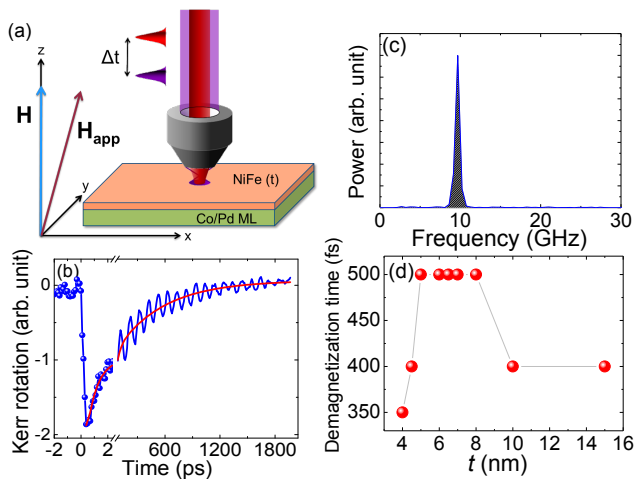 (a)
z
Δt
H
H_app
y
NiFe (t)
Co/Pd ML
x
(b)
Kerr rotation (arb. unit)
0
-1
-2
-2 0 2 600 1200 1800
Time (ps)
(c)
Power (arb. unit)
0 10 20 30
Frequency (GHz)
(d)
Demagnetization time (fs)
500
450
400
350
4 6 8 10 12 14 16
t (nm)